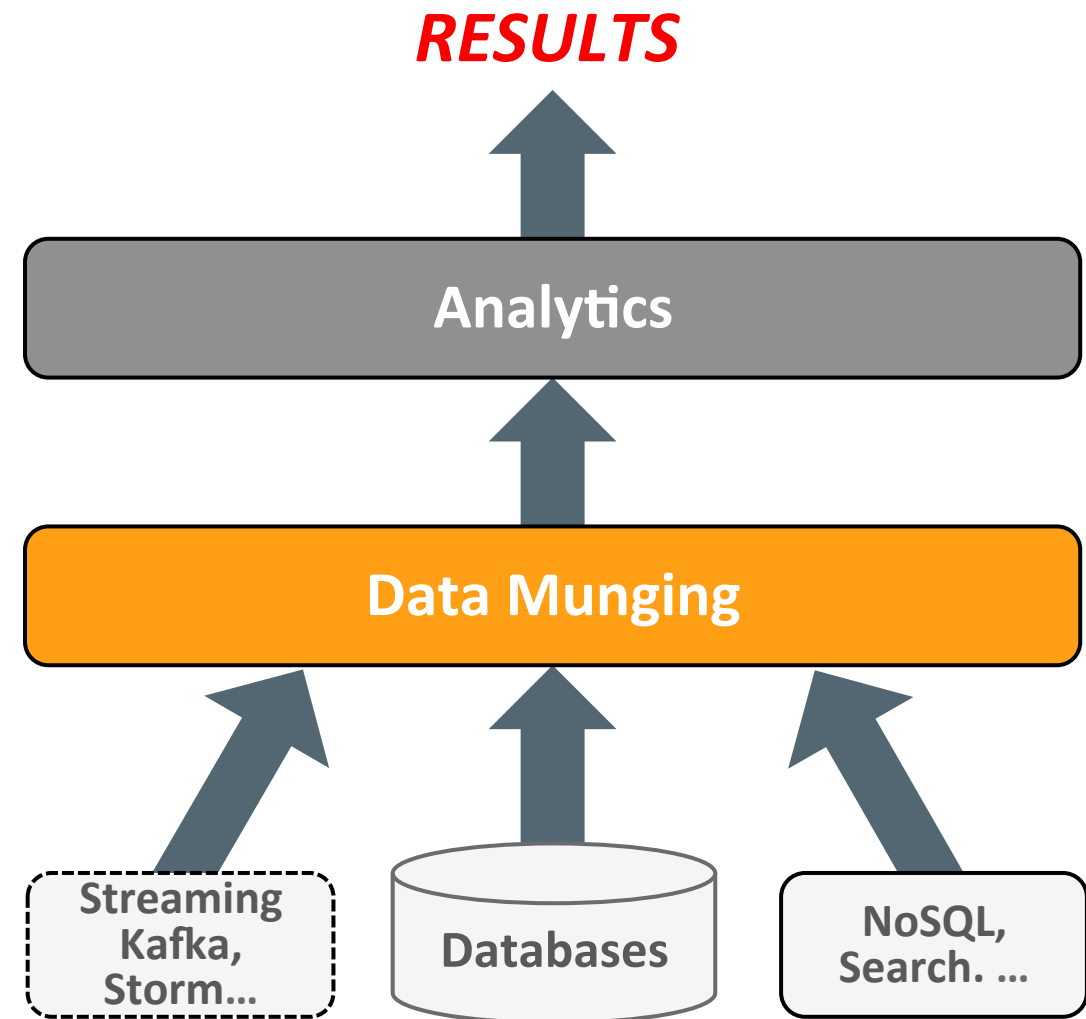 RESULTS
Analytics
Data Munging
Streaming
Kafka,
Storm…
Databases
NoSQL,
Search. …